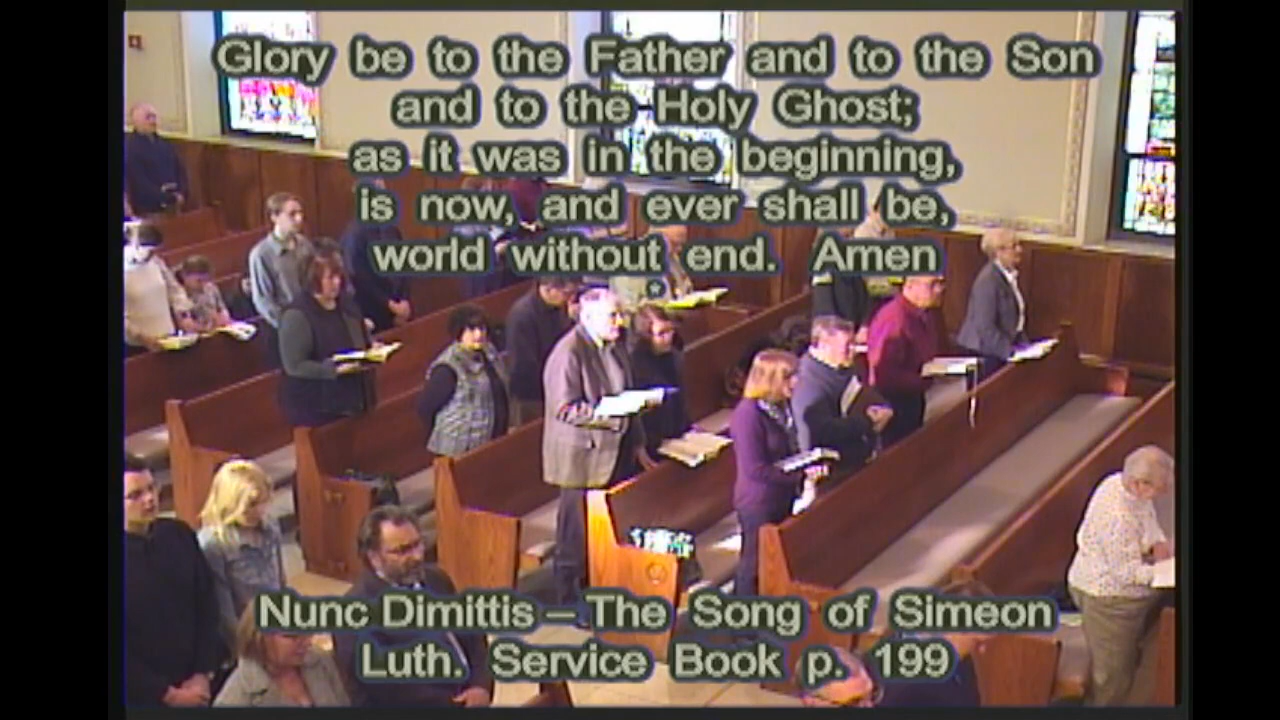 Glory be to the Father and to the Son
and to the Holy Ghost;
as it was in the beginning,
is now, and ever shall be,
world without end. Amen
*
Nunc Dimittis – The Song of Simeon
Luth. Service Book p. 199